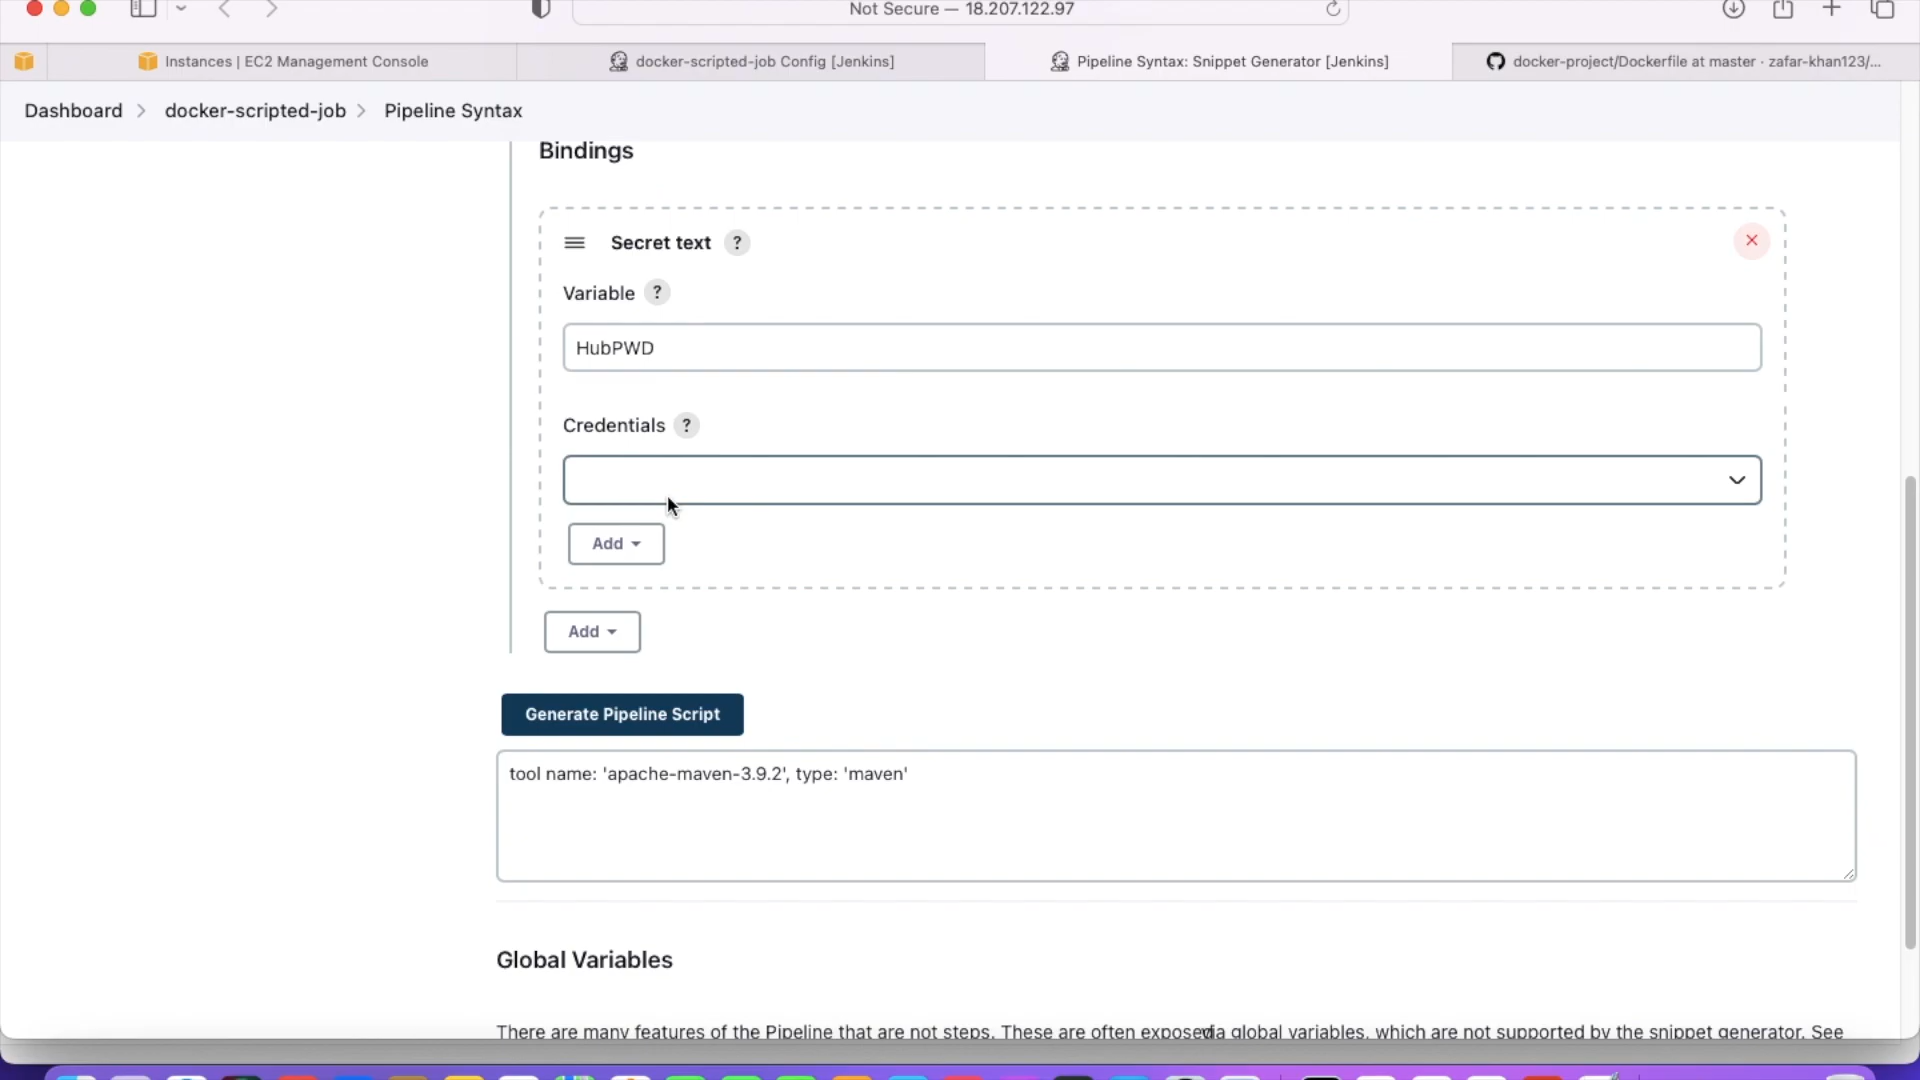 Not Secure — 18.207.122.97
Instances | EC2 Management Console
docker-scripted-job Config [Jenkins]
Pipeline Syntax: Snippet Generator [Jenkins]
docker-project/Dockerfile at master · zafar-khan123/...
Dashboard > docker-scripted-job > Pipeline Syntax
Bindings
Secret text ?
Variable ?
HubPWD
Credentials ?
Add
Add
Generate Pipeline Script
tool name: 'apache-maven-3.9.2', type: 'maven'
Global Variables
There are many features of the Pipeline that are not steps. These are often exposed via global variables, which are not supported by the snippet generator. See